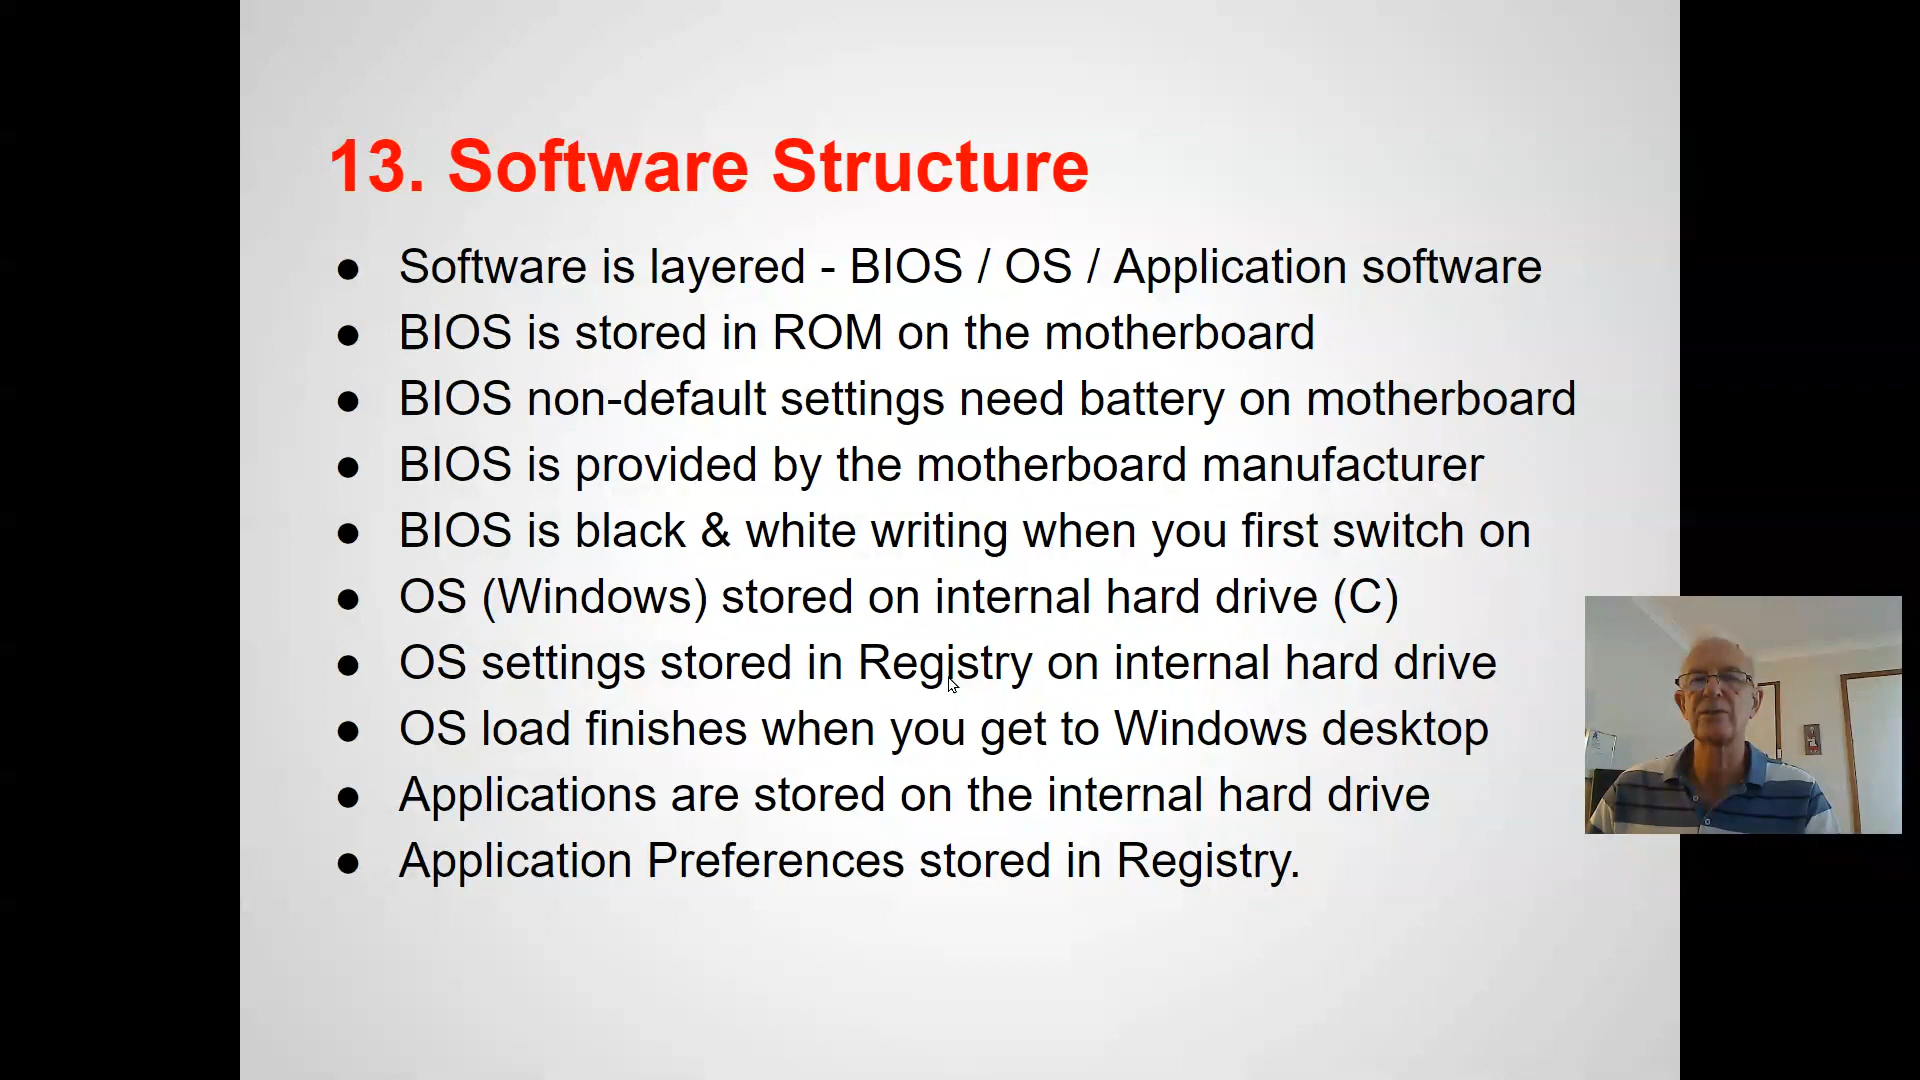 13. Software Structure
● Software is layered - BIOS / OS / Application software
● BIOS is stored in ROM on the motherboard
● BIOS non-default settings need battery on motherboard
● BIOS is provided by the motherboard manufacturer
● BIOS is black & white writing when you first switch on
● OS (Windows) stored on internal hard drive (C)
● OS settings stored in Registry on internal hard drive
● OS load finishes when you get to Windows desktop
● Applications are stored on the internal hard drive
● Application Preferences stored in Registry.